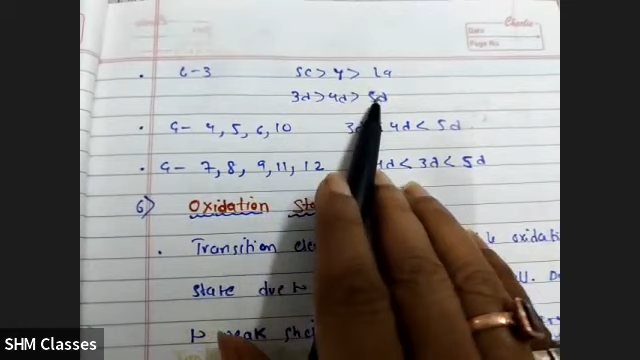 Charlie
Date
Page No
• G-3 Sc > Y > La
3d > 4d > 5d
• G- 4, 5, 6, 10 3d 4d < 5d
• G- 7, 8, 9, 11, 12 4d < 3d < 5d
6) Oxidation
• Transition oxidati
state due
weak
SHM Classes